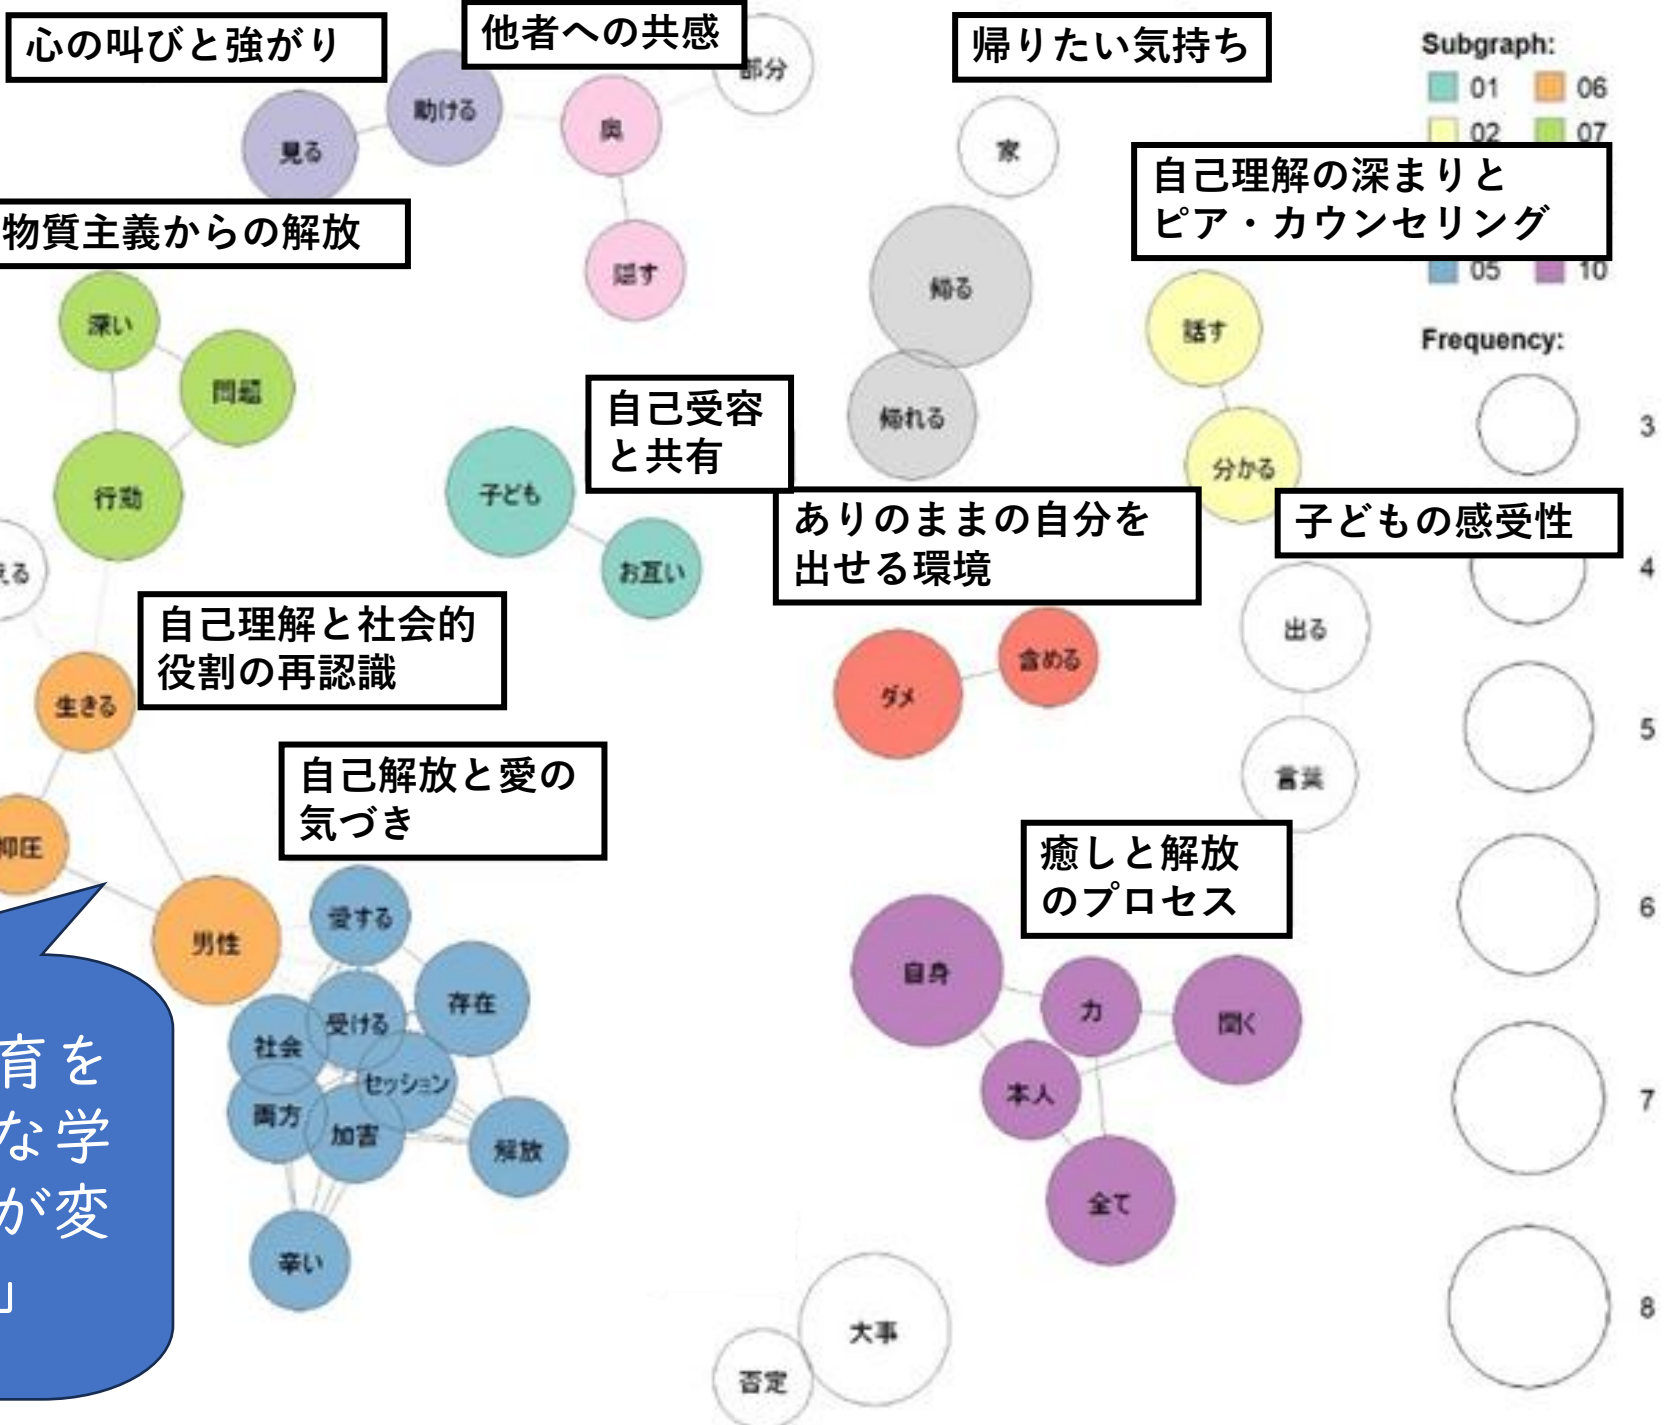 心の叫びと強がり
他者への共感
帰りたい気持ち
Subgraph:
01
06
02
07
05
10
部分
助ける
見る
奥
隠す
家
自己理解の深まりと
ピア・カウンセリング
物質主義からの解放
深い
問題
行動
帰る
帰れる
話す
分かる
Frequency:
3
4
5
6
7
8
自己受容
と共有
子ども
お互い
ありのままの自分を
出せる環境
子どもの感受性
える
自己理解と社会的
役割の再認識
生きる
ダメ
含める
出る
言葉
自己解放と愛の
気づき
抑圧
男性
愛する
存在
受ける
社会
セッション
両方
加害
解放
辛い
癒しと解放
のプロセス
自身
力
聞く
本人
全て
大事
否定
育を
な学
が変
」